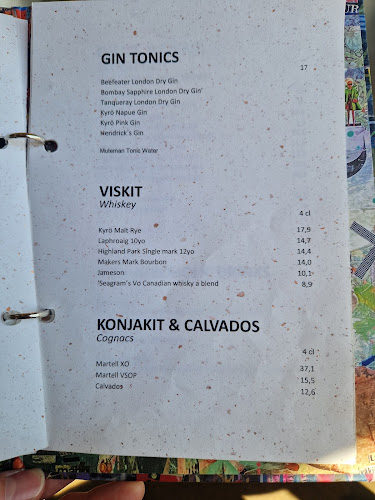 GIN TONICS
17
Beefeater London Dry Gin
Bombay Sapphire London Dry Gin
Tanqueray London Dry Gin
Kyrö Napue Gin
Kyrö Pink Gin
Hendrick's Gin
Muleman Tonic Water
VISKIT
Whiskey
4 cl
Kyrö Malt Rye 17,9
Laphroaig 10yo 14,7
Highland Park Single mark 12yo 14,4
Makers Mark Bourbon 14,0
Jameson 10,1
Seagram's Vo Canadian whisky a blend 8,9
KONJAKIT & CALVADOS
Cognacs
4 cl
Martell XO 37,1
Martell VSOP 15,5
Calvados 12,6